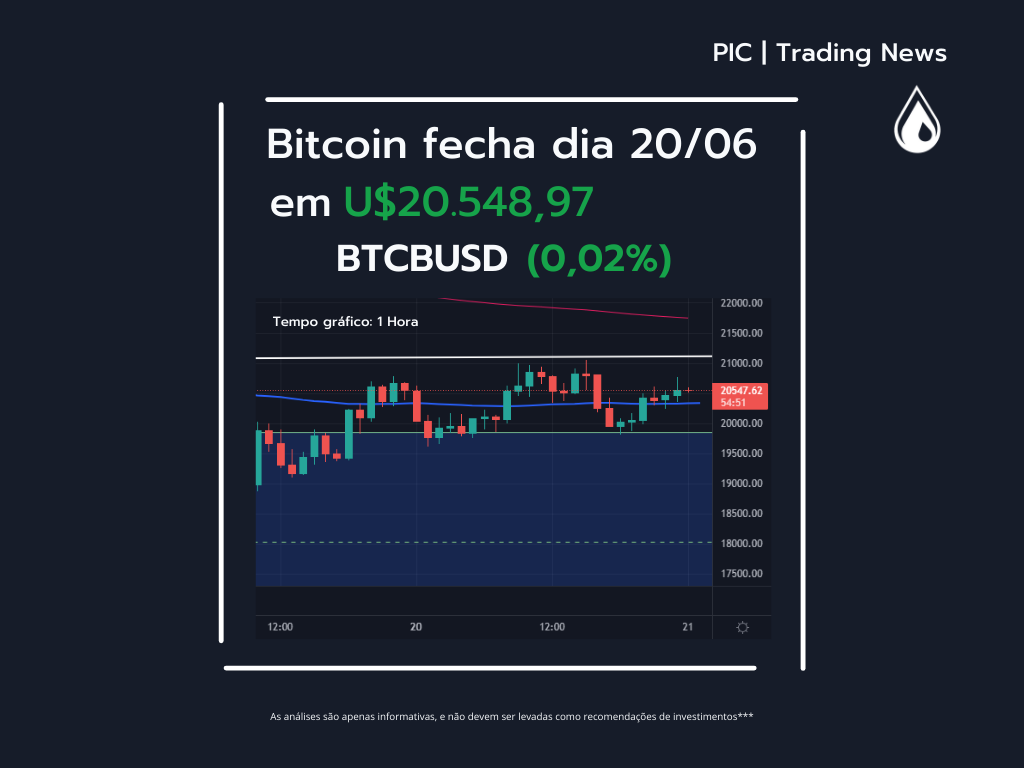 PIC | Trading News
Bitcoin fecha dia 20/06
em U$20.548,97
BTCBUSD (0,02%)
Tempo gráfico: 1 Hora
22000.00
21500.00
21000.00
20547.62
54:51
20000.00
19500.00
19000.00
18500.00
18000.00
17500.00
12:00 20 12:00 21
As análises são apenas informativas, e não devem ser levadas como recomendações de investimentos***